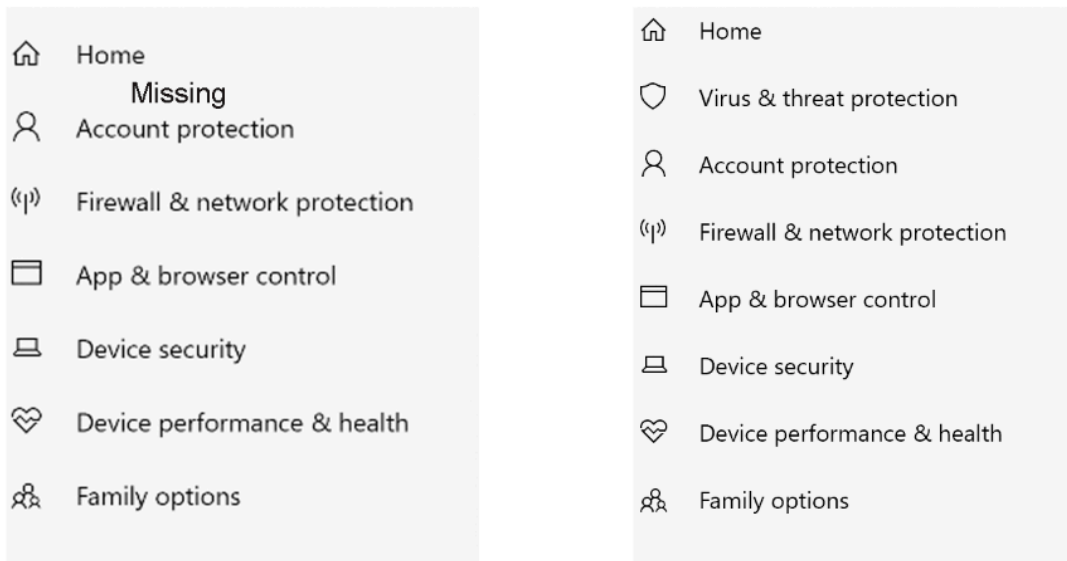 Home
Missing
Account protection
Firewall & network protection
App & browser control
Device security
Device performance & health
Family options
Home
Virus & threat protection
Account protection
Firewall & network protection
App & browser control
Device security
Device performance & health
Family options